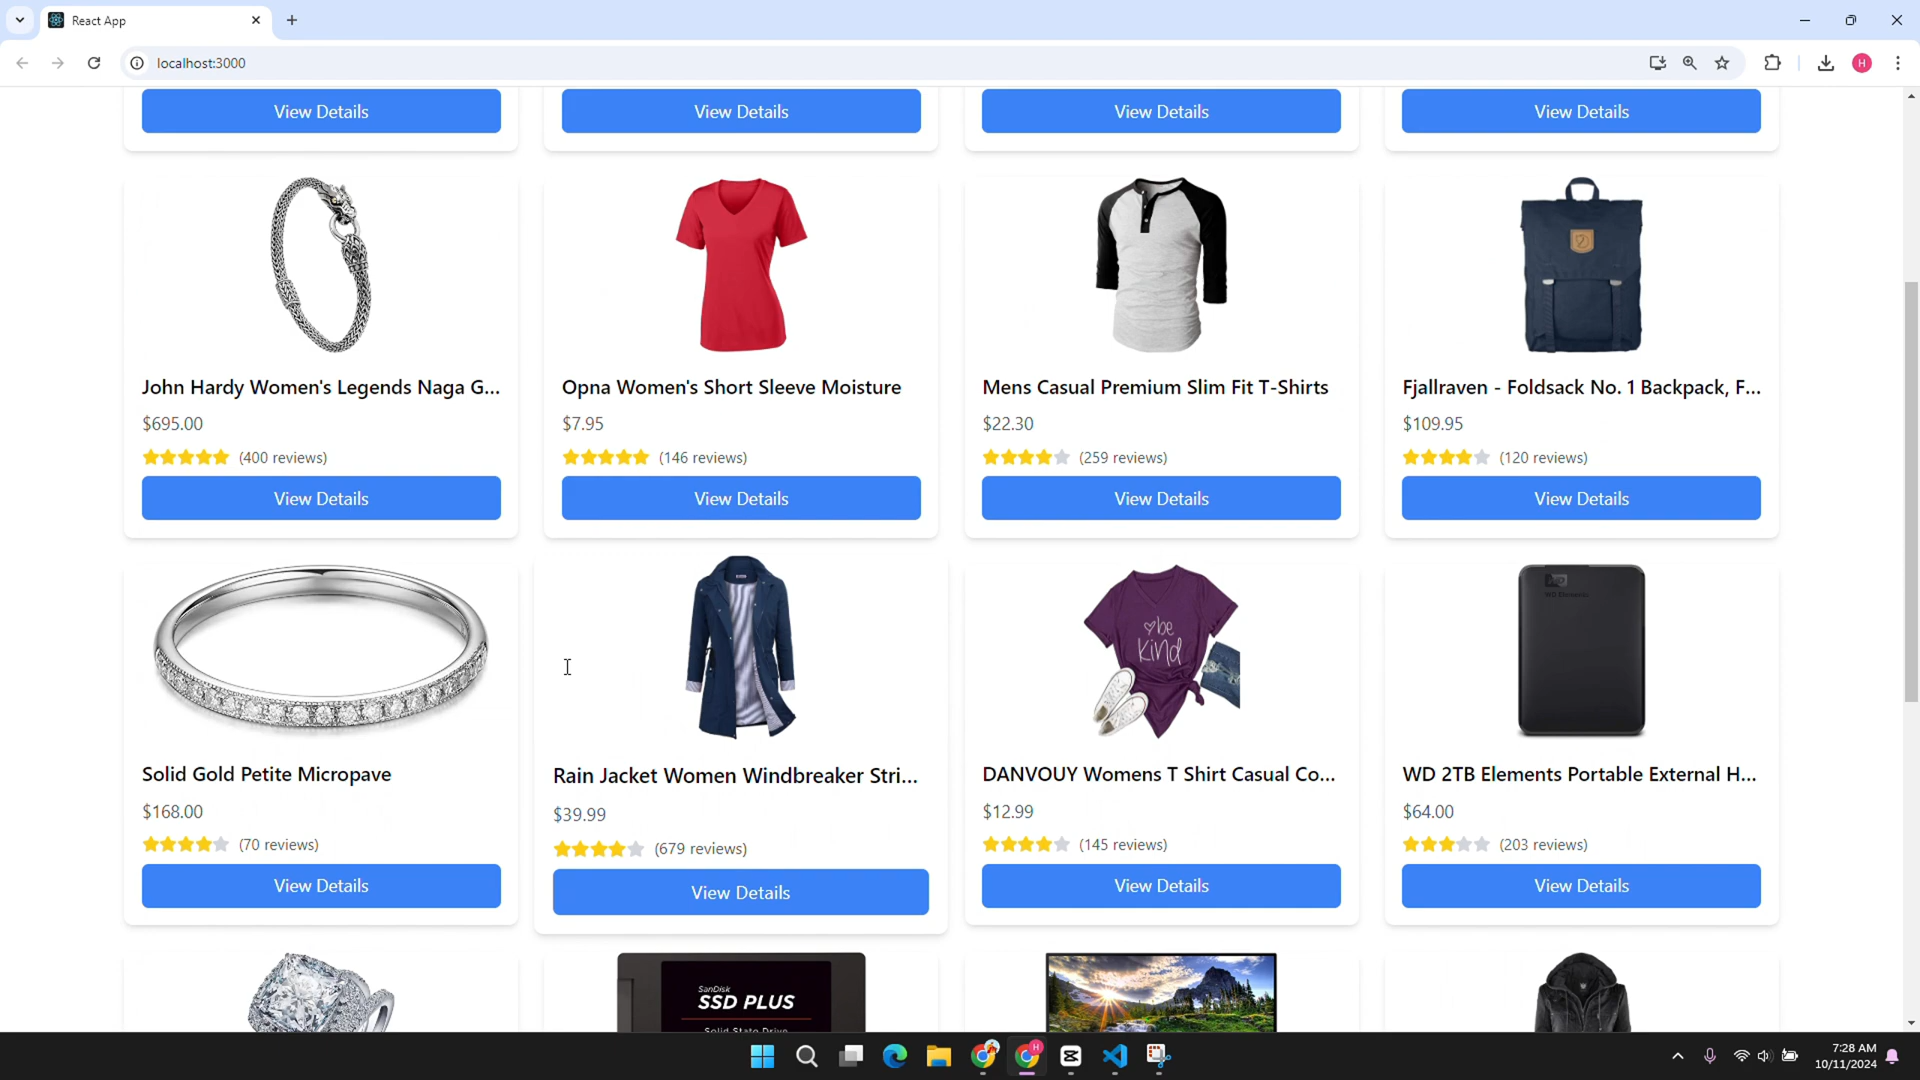 React App
localhost:3000
H
View Details View Details View Details View Details
John Hardy Women's Legends Naga G... Opna Women's Short Sleeve Moisture Mens Casual Premium Slim Fit T-Shirts Fjallraven - Foldsack No. 1 Backpack, F...
$695.00 $7.95 $22.30 $109.95
(400 reviews) (146 reviews) (259 reviews) (120 reviews)
View Details View Details View Details View Details
be
kind
WD Elements
Solid Gold Petite Micropave Rain Jacket Women Windbreaker Stri... DANVOUY Womens T Shirt Casual Co... WD 2TB Elements Portable External H...
$168.00 $39.99 $12.99 $64.00
(70 reviews) (679 reviews) (145 reviews) (203 reviews)
View Details View Details View Details View Details
SanDisk
SSD PLUS
Solid State Drive
H
7:28 AM
10/11/2024